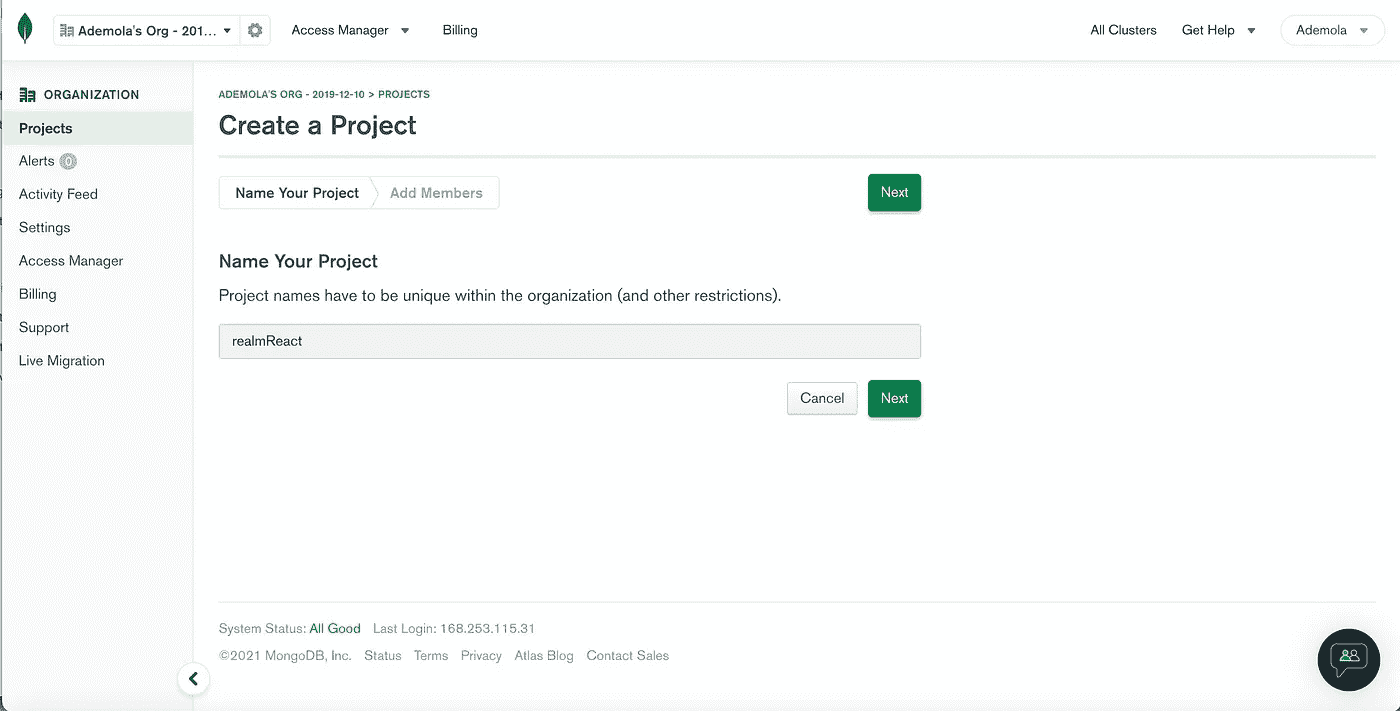 Ademola's Org - 201... Access Manager Billing All Clusters Get Help Ademola
ORGANIZATION
Projects
Alerts 0
Activity Feed
Settings
Access Manager
Billing
Support
Live Migration
ADEMOLA'S ORG - 2019-12-10 > PROJECTS
Create a Project
Name Your Project Add Members Next
Name Your Project
Project names have to be unique within the organization (and other restrictions).
realmReact
Cancel Next
System Status: All Good Last Login: 168.253.115.31
©2021 MongoDB, Inc. Status Terms Privacy Atlas Blog Contact Sales